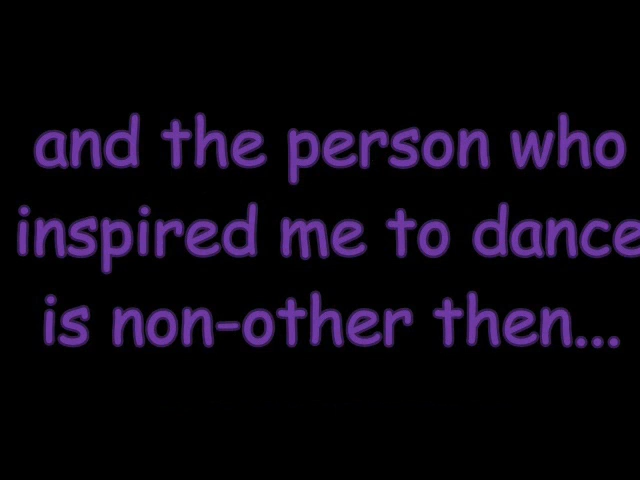 and the person who
inspired me to dance
is non-other then...